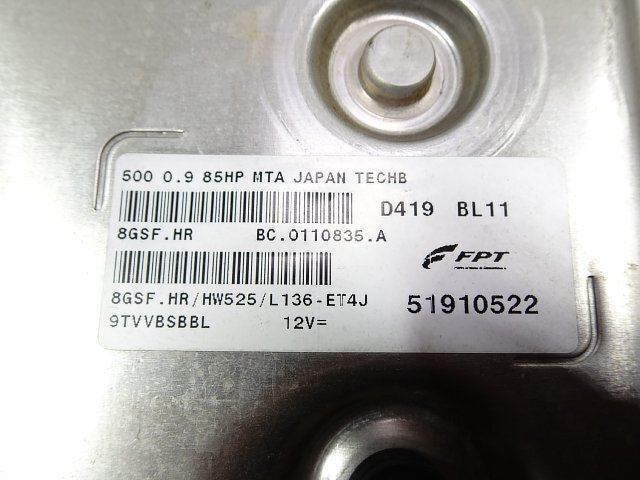 500 0.9 85HP MTA JAPAN TECHB
D419 BL11
8GSF.HR BC.0110835.A
FPT
8GSF.HR/HW525/L136-ET4J 51910522
9TVVBSBBL 12V=